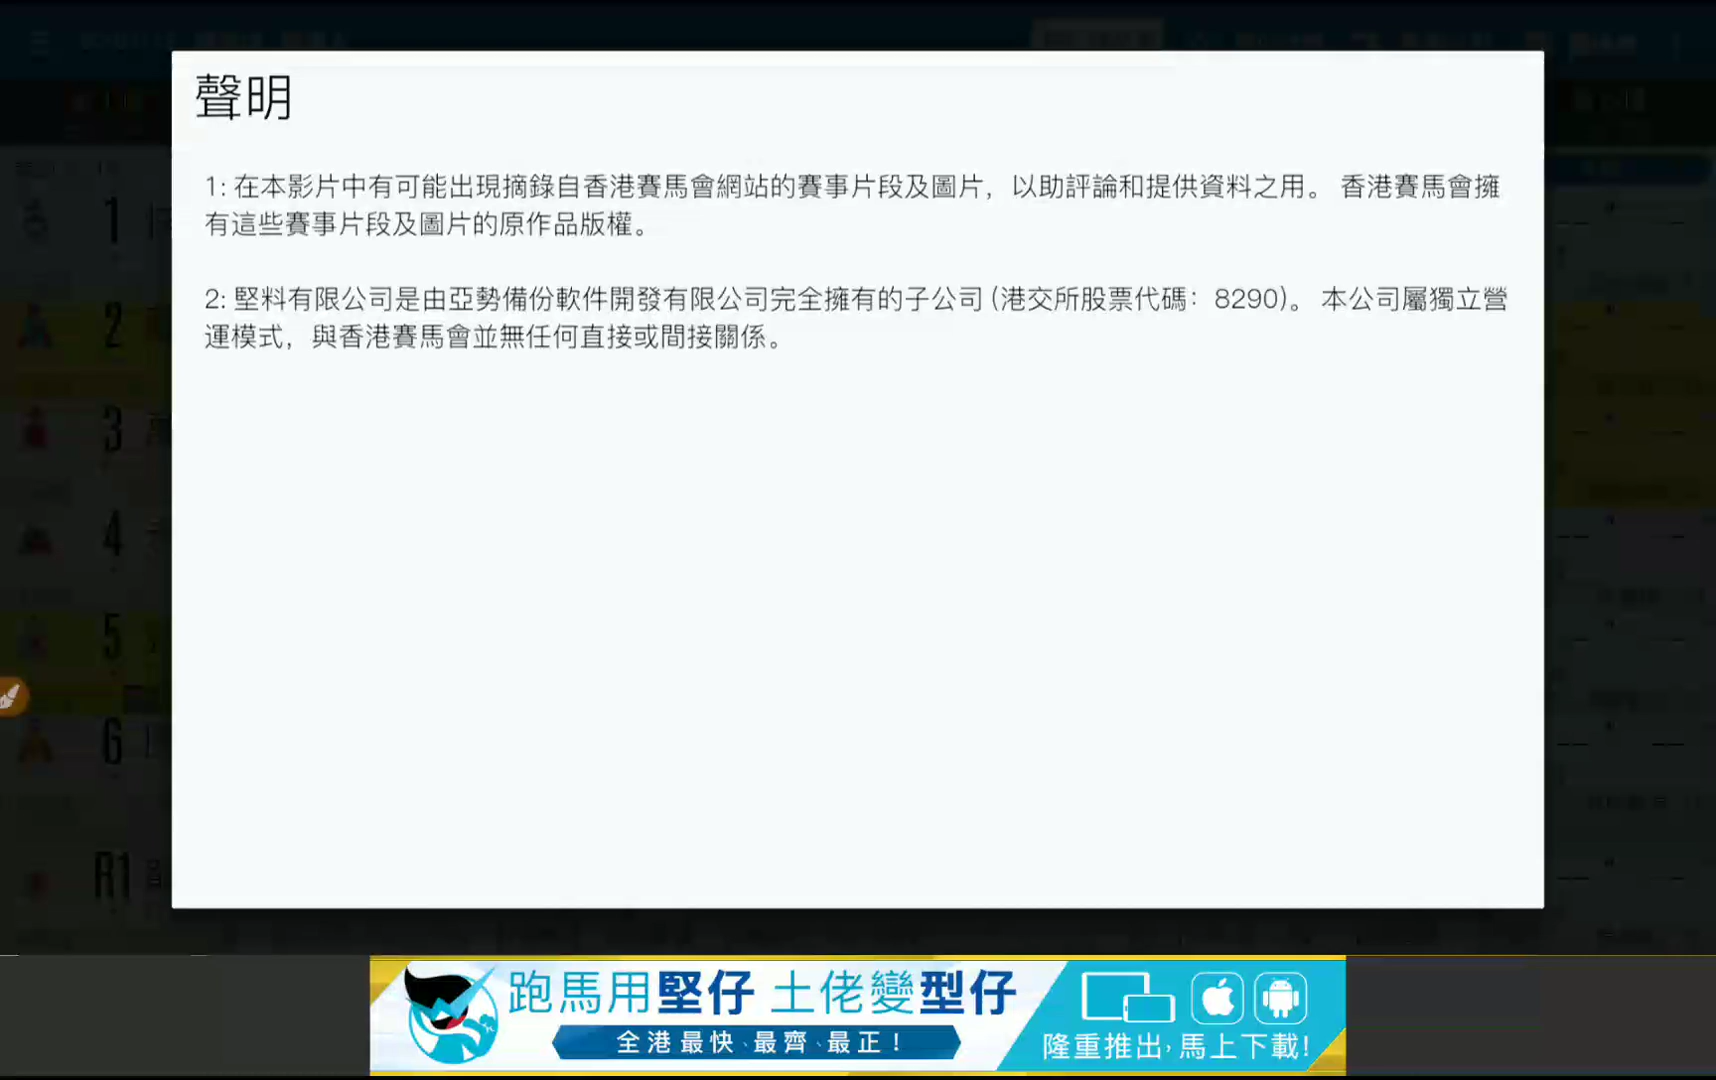 聲明
1: 在本影片中有可能出現摘錄自香港賽馬會網站的賽事片段及圖片，以助評論和提供資料之用。 香港賽馬會擁
有這些賽事片段及圖片的原作品版權。
2: 堅料有限公司是由亞勢備份軟件開發有限公司完全擁有的子公司 (港交所股票代碼：8290)。 本公司屬獨立營
運模式，與香港賽馬會並無任何直接或間接關係。
1
2
3
4
5
6
R1
跑馬用堅仔 土佬變型仔
全港最快、最齊、最正！
隆重推出，馬上下載！